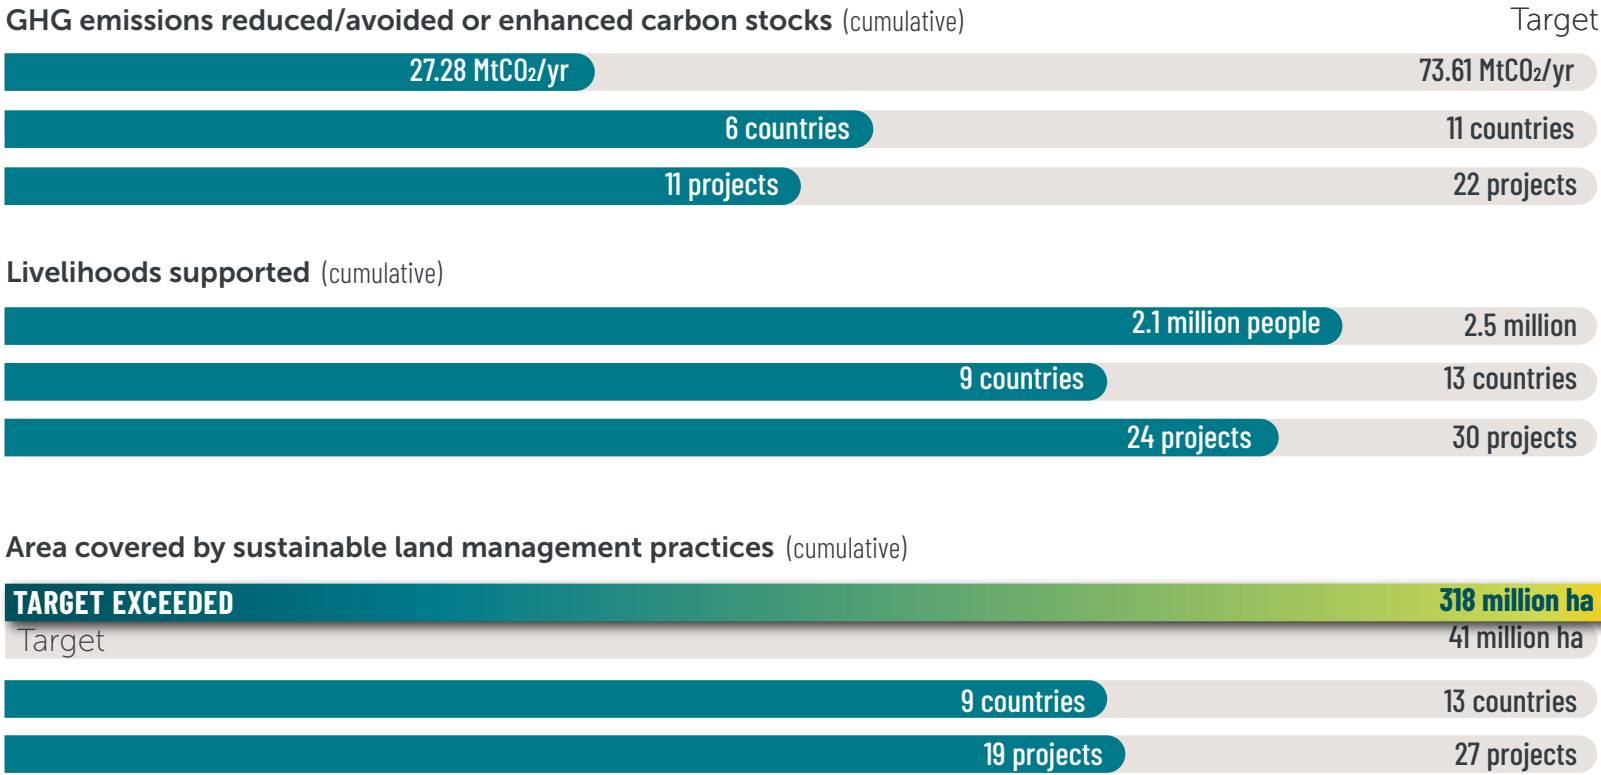 GHG emissions reduced/avoided or enhanced carbon stocks (cumulative) Target
27.28 MtCO₂/yr 73.61 MtCO₂/yr
6 countries 11 countries
11 projects 22 projects
Livelihoods supported (cumulative)
2.1 million people 2.5 million
9 countries 13 countries
24 projects 30 projects
Area covered by sustainable land management practices (cumulative)
TARGET EXCEEDED 318 million ha
Target 41 million ha
9 countries 13 countries
19 projects 27 projects